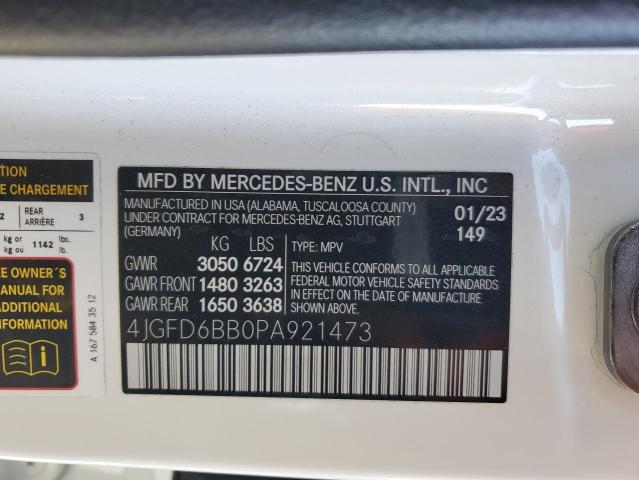 TION
E CHARGEMENT
2 REAR ARRIÈRE 3
kg or
kg ou 1142 lbs.
lb.
E OWNER´S
MANUAL FOR
ADDITIONAL
INFORMATION.
A 167 584 35 12
MFD BY MERCEDES-BENZ U.S. INTL., INC
MANUFACTURED IN USA (ALABAMA, TUSCALOOSA COUNTY)
UNDER CONTRACT FOR MERCEDES-BENZ AG, STUTTGART
(GERMANY)
01/23
149
KG LBS TYPE: MPV
GVWR 3050 6724
GAWR FRONT 1480 3263
GAWR REAR 1650 3638
THIS VEHICLE CONFORMS TO ALL APPLICABLE
FEDERAL MOTOR VEHICLE SAFETY STANDARDS
IN EFFECT ON THE DATE OF MANUFACTURE
SHOWN ABOVE.
4JGFD6BB0PA921473